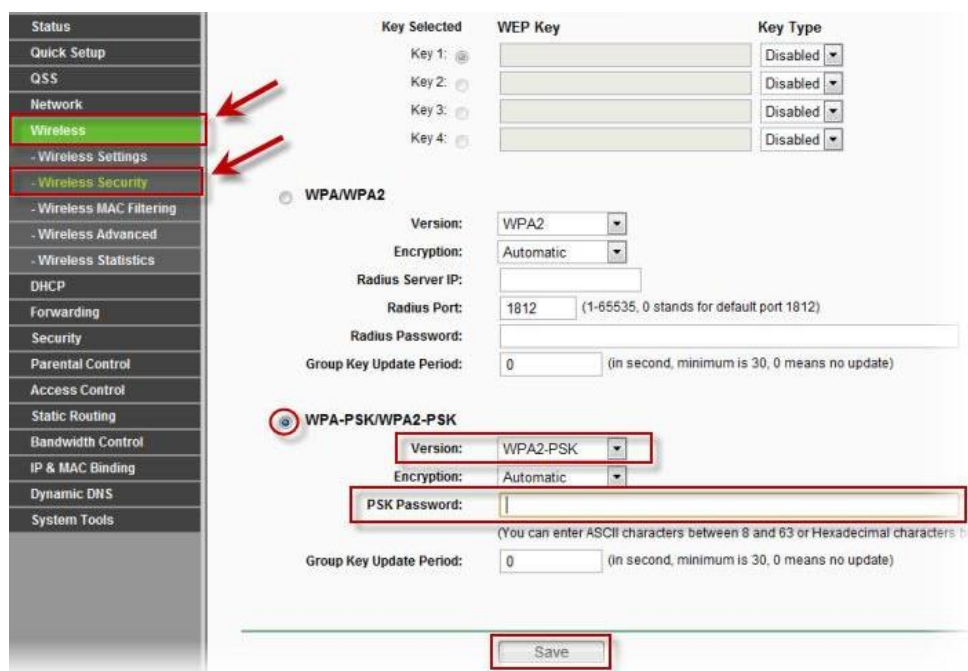 Status
Quick Setup
QSS
Network
Wireless
- Wireless Settings
- Wireless Security
- Wireless MAC Filtering
- Wireless Advanced
- Wireless Statistics
DHCP
Forwarding
Security
Parental Control
Access Control
Static Routing
Bandwidth Control
IP & MAC Binding
Dynamic DNS
System Tools
Key Selected WEP Key Key Type
Key 1: Disabled
Key 2: Disabled
Key 3: Disabled
Key 4: Disabled
WPA/WPA2
Version: WPA2
Encryption: Automatic
Radius Server IP:
Radius Port: 1812 (1-65535, 0 stands for default port 1812)
Radius Password:
Group Key Update Period: 0 (in second, minimum is 30, 0 means no update)
WPA-PSK/WPA2-PSK
Version: WPA2-PSK
Encryption: Automatic
PSK Password:
(You can enter ASCII characters between 8 and 63 or Hexadecimal characters
Group Key Update Period: 0 (in second, minimum is 30, 0 means no update)
Save